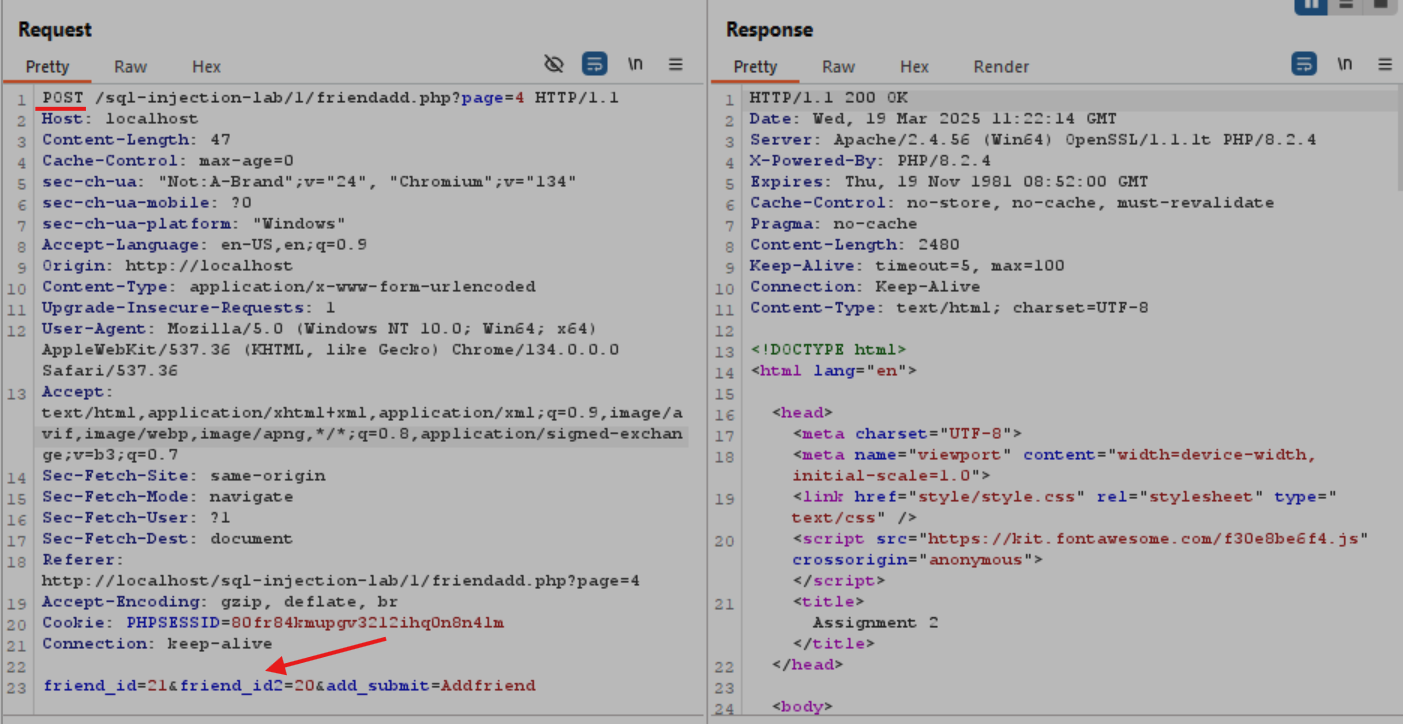 Request
Pretty Raw Hex \n
1 POST /sql-injection-lab/1/friendadd.php?page=4 HTTP/1.1
2 Host: localhost
3 Content-Length: 47
4 Cache-Control: max-age=0
5 sec-ch-ua: "Not:A-Brand";v="24", "Chromium";v="134"
6 sec-ch-ua-mobile: ?0
7 sec-ch-ua-platform: "Windows"
8 Accept-Language: en-US,en;q=0.9
9 Origin: http://localhost
10 Content-Type: application/x-www-form-urlencoded
11 Upgrade-Insecure-Requests: 1
12 User-Agent: Mozilla/5.0 (Windows NT 10.0; Win64; x64)
AppleWebKit/537.36 (KHTML, like Gecko) Chrome/134.0.0.0
Safari/537.36
13 Accept:
text/html,application/xhtml+xml,application/xml;q=0.9,image/a
vif,image/webp,image/apng,*/*;q=0.8,application/signed-exchan
ge;v=b3;q=0.7
14 Sec-Fetch-Site: same-origin
15 Sec-Fetch-Mode: navigate
16 Sec-Fetch-User: ?1
17 Sec-Fetch-Dest: document
18 Referer:
http://localhost/sql-injection-lab/1/friendadd.php?page=4
19 Accept-Encoding: gzip, deflate, br
20 Cookie: PHPSESSID=80fr84kmupgv3212ihq0n8n41m
21 Connection: keep-alive
22
23 friend_id=21&friend_id2=20&add_submit=Addfriend
Response
Pretty Raw Hex Render \n
1 HTTP/1.1 200 OK
2 Date: Wed, 19 Mar 2025 11:22:14 GMT
3 Server: Apache/2.4.56 (Win64) OpenSSL/1.1.1t PHP/8.2.4
4 X-Powered-By: PHP/8.2.4
5 Expires: Thu, 19 Nov 1981 08:52:00 GMT
6 Cache-Control: no-store, no-cache, must-revalidate
7 Pragma: no-cache
8 Content-Length: 2480
9 Keep-Alive: timeout=5, max=100
10 Connection: Keep-Alive
11 Content-Type: text/html; charset=UTF-8
12
13 <!DOCTYPE html>
14 <html lang="en">
15
16 <head>
17 <meta charset="UTF-8">
18 <meta name="viewport" content="width=device-width,
initial-scale=1.0">
19 <link href="style/style.css" rel="stylesheet" type="
text/css" />
20 <script src="https://kit.fontawesome.com/f30e8be6f4.js"
crossorigin="anonymous">
</script>
21 <title>
Assignment 2
</title>
22 </head>
23
24 <body>